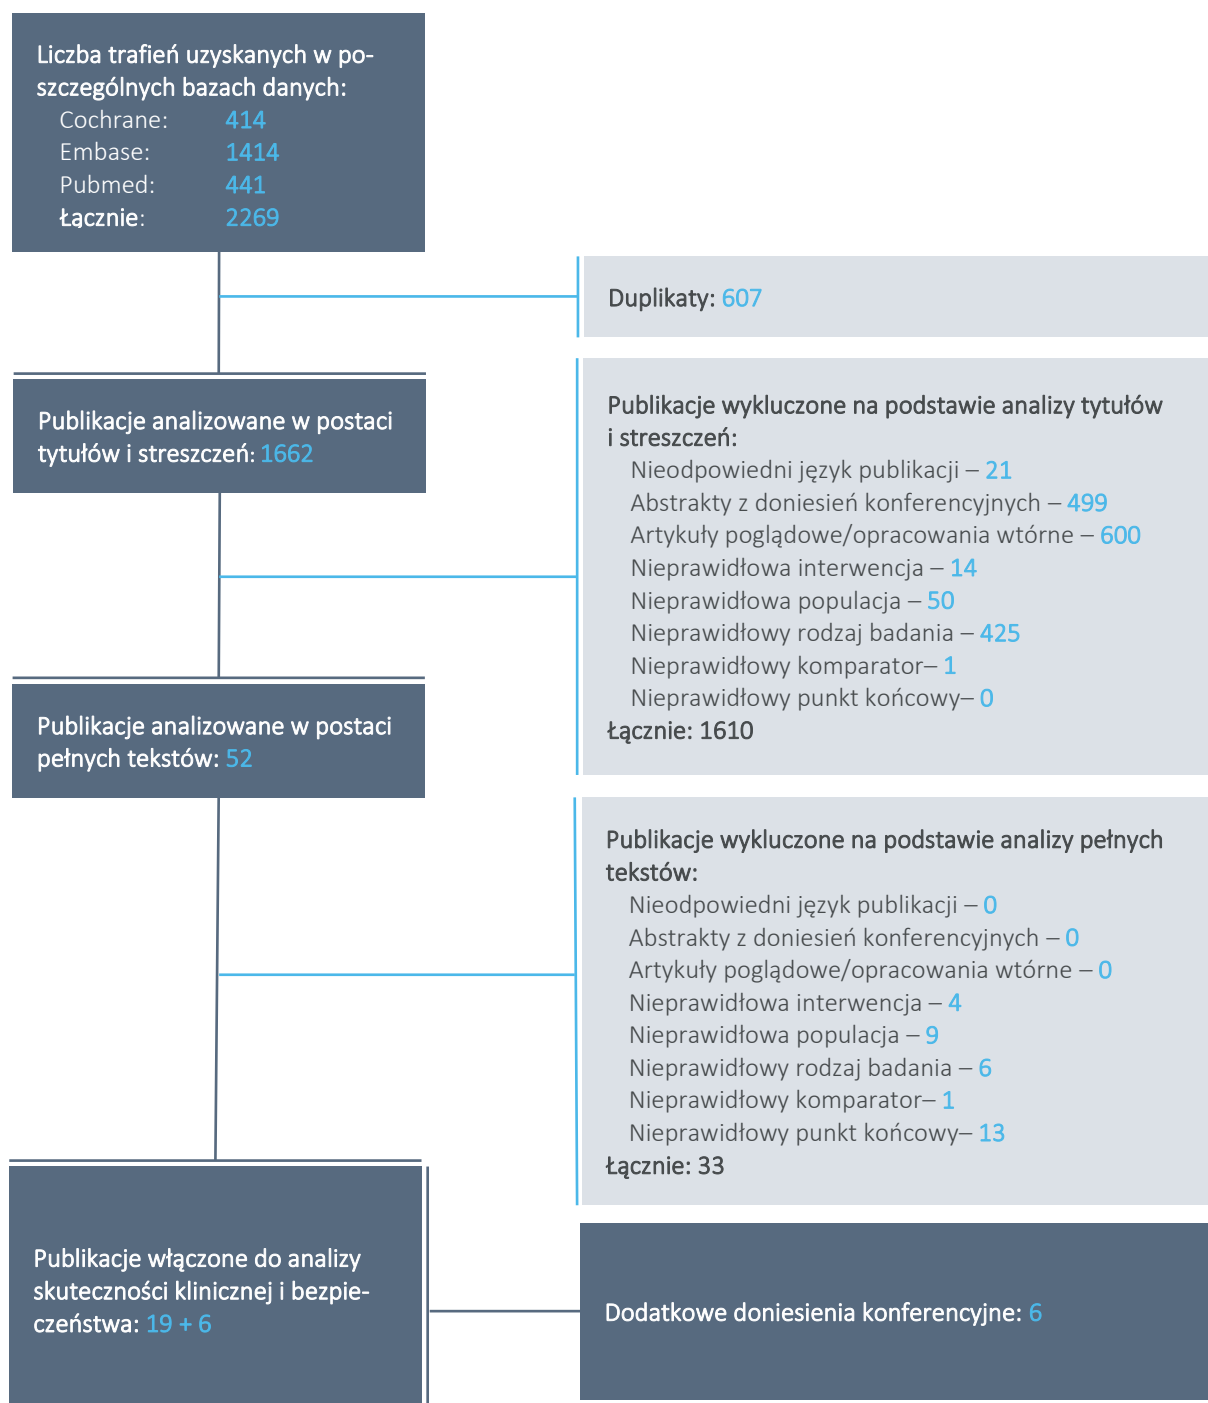 Liczba trafień uzyskanych w po-
szczególnych bazach danych:
Cochrane: 414
Embase: 1414
Pubmed: 441
Łącznie: 2269
Duplikaty: 607
Publikacje analizowane w postaci
tytułów i streszczeń: 1662
Publikacje wykluczone na podstawie analizy tytułów
i streszczeń:
Nieodpowiedni język publikacji – 21
Abstrakty z doniesień konferencyjnych – 499
Artykuły poglądowe/opracowania wtórne – 600
Nieprawidłowa interwencja – 14
Nieprawidłowa populacja – 50
Nieprawidłowy rodzaj badania – 425
Nieprawidłowy komparator– 1
Nieprawidłowy punkt końcowy– 0
Łącznie: 1610
Publikacje analizowane w postaci
pełnych tekstów: 52
Publikacje wykluczone na podstawie analizy pełnych
tekstów:
Nieodpowiedni język publikacji – 0
Abstrakty z doniesień konferencyjnych – 0
Artykuły poglądowe/opracowania wtórne – 0
Nieprawidłowa interwencja – 4
Nieprawidłowa populacja – 9
Nieprawidłowy rodzaj badania – 6
Nieprawidłowy komparator– 1
Nieprawidłowy punkt końcowy– 13
Łącznie: 33
Publikacje włączone do analizy
skuteczności klinicznej i bezpie-
czeństwa: 19 + 6
Dodatkowe doniesienia konferencyjne: 6